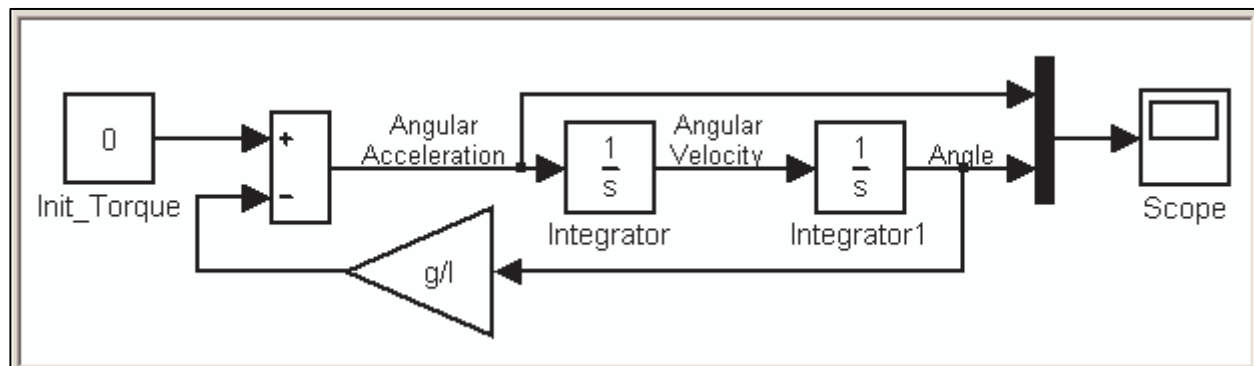 0
Init_Torque
+
-
Angular
Acceleration
1
s
Integrator
Angular
Velocity
1
s
Integrator1
Angle
Scope
g/l